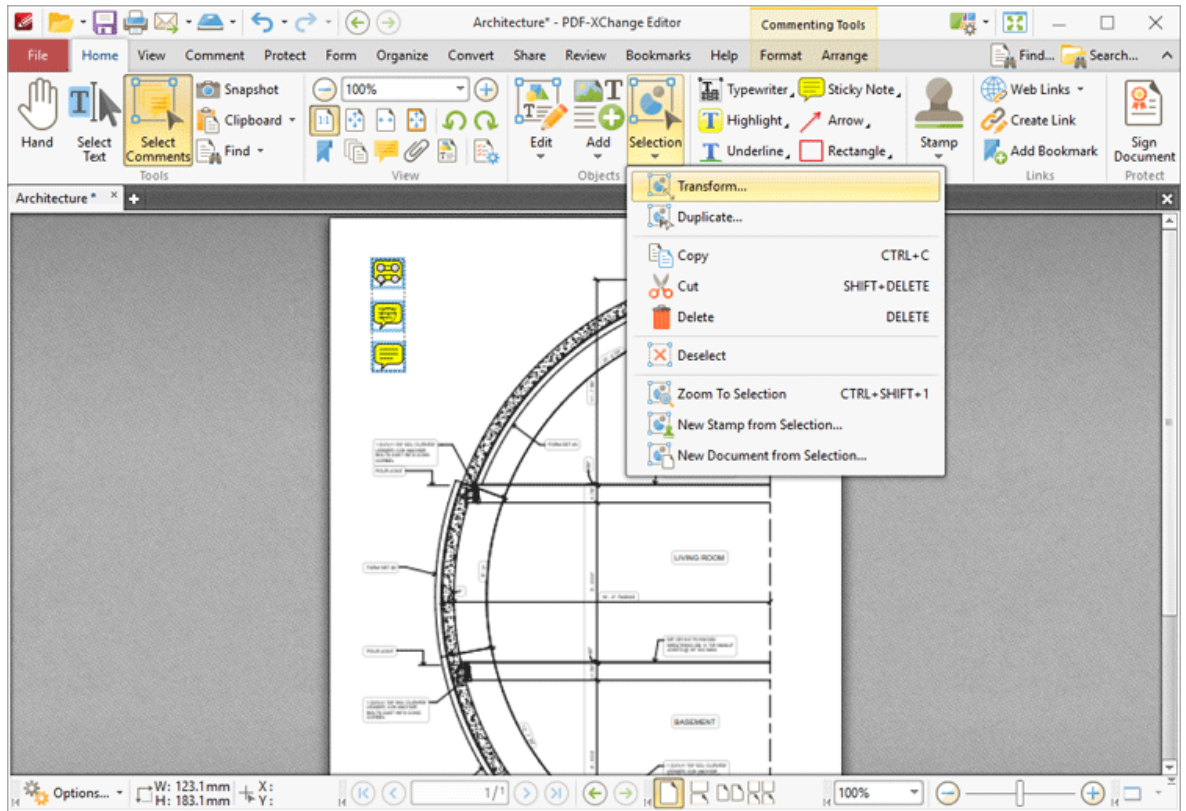 Architecture* - PDF-XChange Editor
Commenting Tools
File Home View Comment Protect Form Organize Convert Share Review Bookmarks Help Format Arrange Find... Search...
Hand
Select Text
Select Comments
Snapshot
Clipboard
Find
Tools
100%
View
Edit
Add
Selection
Objects
Typewriter
Highlight
Underline
Sticky Note
Arrow
Rectangle
Stamp
Web Links
Create Link
Add Bookmark
Links
Sign Document
Protect
Architecture *
Transform...
Duplicate...
Copy CTRL+C
Cut SHIFT+DELETE
Delete DELETE
Deselect
Zoom To Selection CTRL+SHIFT+1
New Stamp from Selection...
New Document from Selection...
LIVING ROOM
BASEMENT
Options...
W: 123.1mm
H: 183.1mm
X:
Y:
1/1
100%